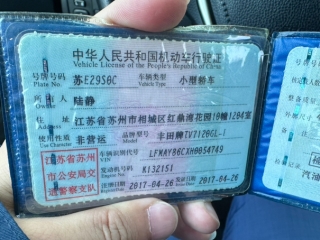 中华人民共和国机动车行驶证
Vehicle License of the People's Republic of China
号牌号码 苏E29S0C 车辆类型 小型轿车
Plate No. Vehicle Type
所有人 陆静
Owner
住址 江苏省苏州市相城区红鼎湾花园10幢1204室
Address
使用性质 非营运 品牌型号 丰田牌TV7120GL-i
Use Character Model
江苏省苏州
市公安局交
巡警察支队
车辆识别代号 LFMAY86CXH0054749
VIN
发动机号码 K132151
Engine No.
注册日期 2017-04-26 发证日期 2017-04-26